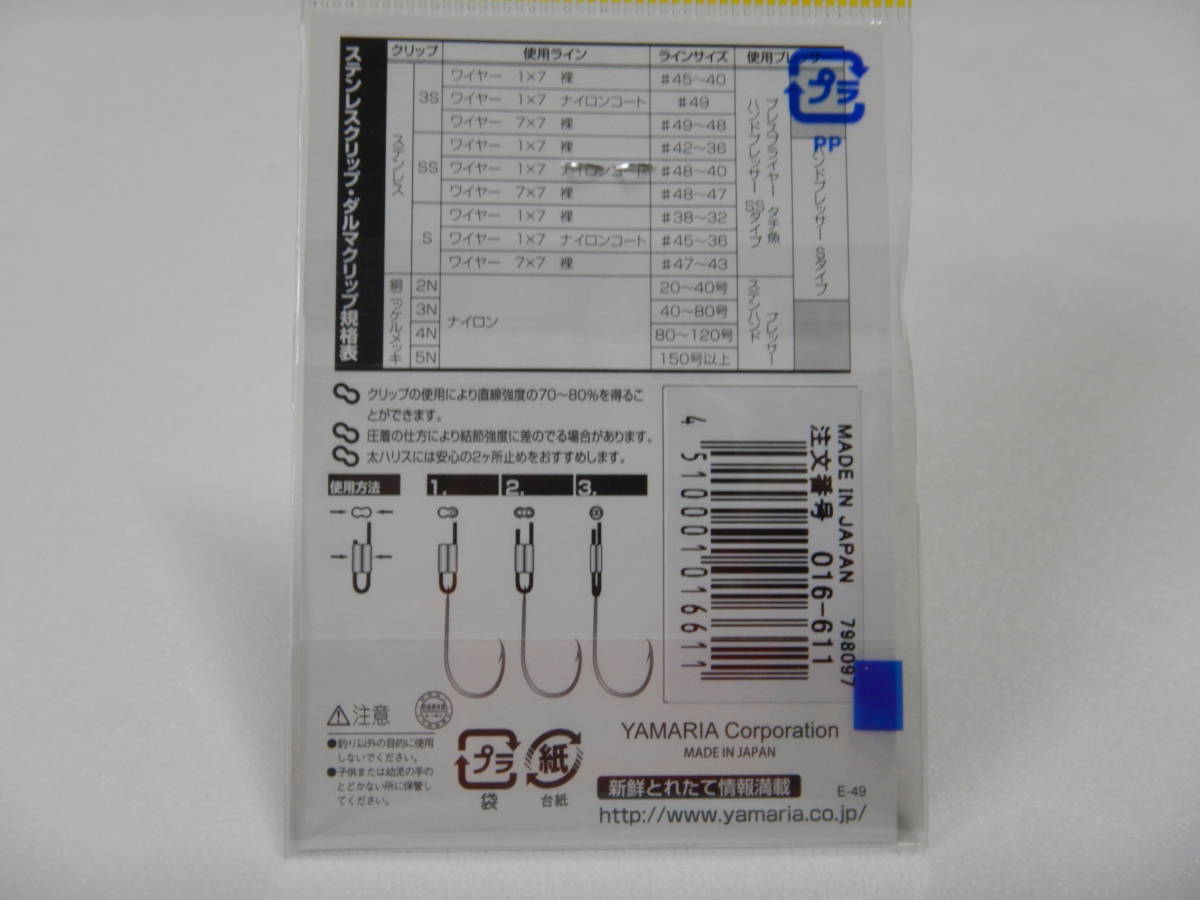 ステンレスクリップ・ダルマクリップ規格表
クリップ 使用ライン ラインサイズ 使用プレッサー
ステンレス
3S
ワイヤー 1×7 裸 #45〜40
ワイヤー 1×7 ナイロンコート #49
ワイヤー 7×7 裸 #49〜48
SS
ワイヤー 1×7 裸 #42〜36
ワイヤー 1×7 ナイロンコート #48〜40
ワイヤー 7×7 裸 #48〜47
S
ワイヤー 1×7 裸 #38〜32
ワイヤー 1×7 ナイロンコート #45〜36
ワイヤー 7×7 裸 #47〜43
銅ニッケルメッキ
2N 20〜40号
3N 40〜80号
ナイロン
4N 80〜120号
5N 150号以上
プレスプライヤー タチ魚
ハンドプレッサー SSタイプ
ハンドプレッサー Sタイプ
ステンハンド
プレッサー
プラ
PP
クリップの使用により直線強度の70〜80%を得るこ
とができます。
圧着の仕方により結節強度に差のでる場合があります。
太ハリスには安心の2ヶ所止めをおすすめします。
使用方法 1. 2. 3.
MADE IN JAPAN 798097
注文番号 016-611
4 510001016611
注意
●釣り以外の目的に使用
しないでください。
●子供または幼児の手の
とどかない所に保管し
てください。
プラ
袋
紙
台紙
YAMARIA Corporation
MADE IN JAPAN
新鮮とれたて情報満載
E-49
http://www.yamaria.co.jp/